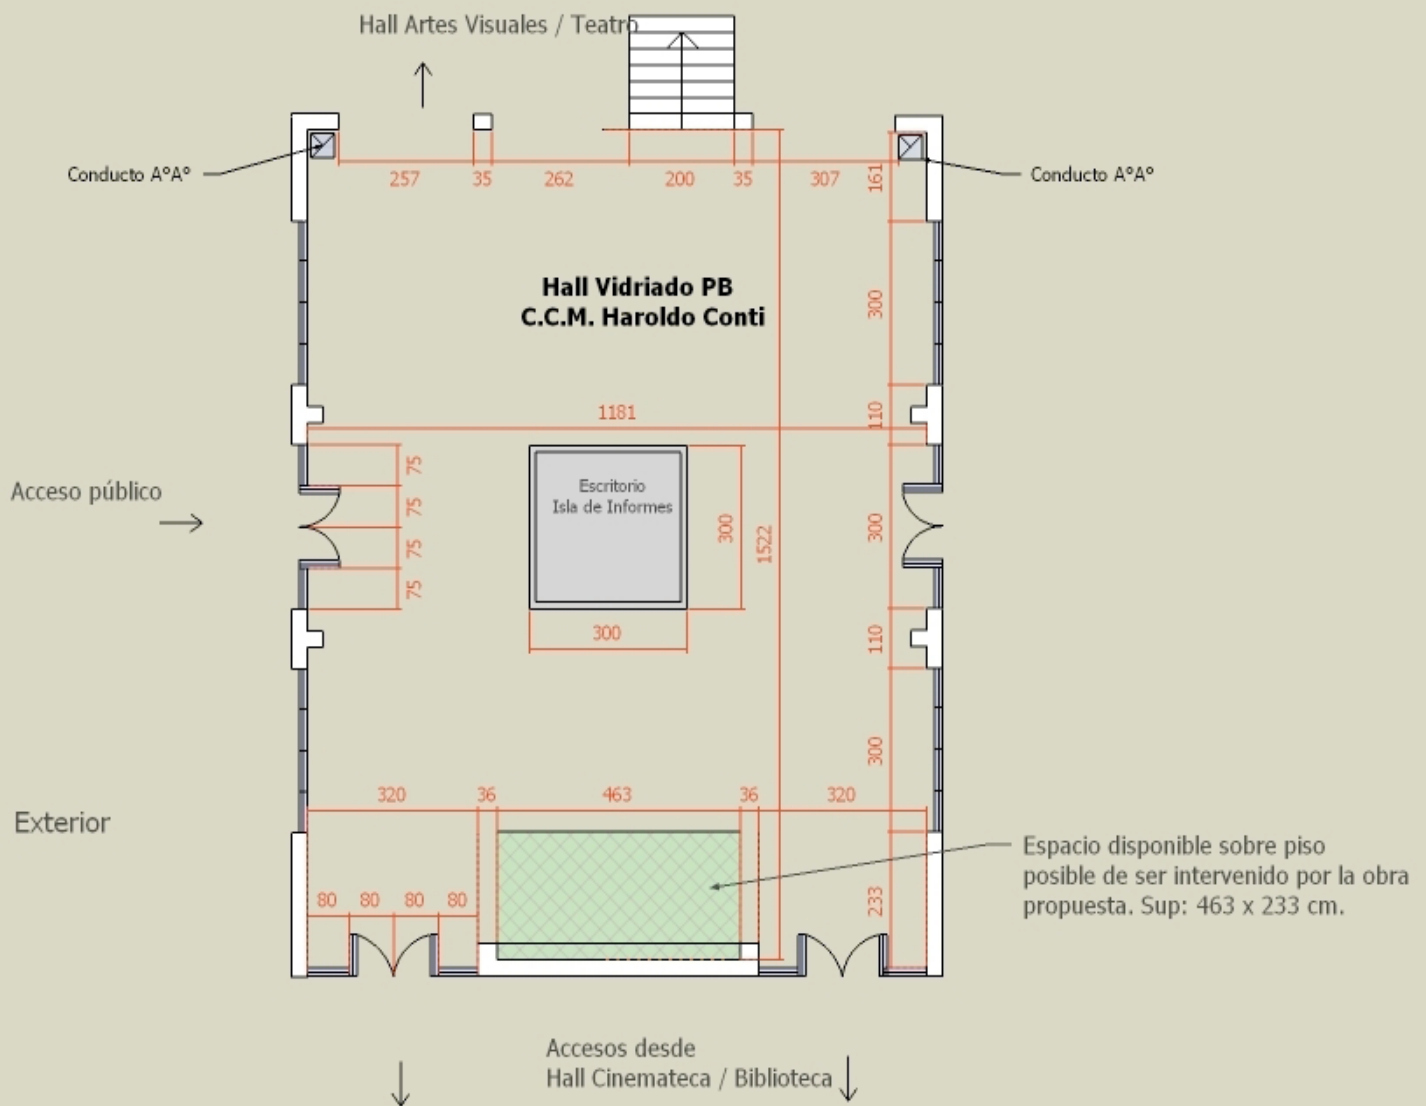 Hall Artes Visuales / Teatro
Conducto A°A°
Conducto A°A°
257
35
262
200
35
307
161
Hall Vidriado PB
C.C.M. Haroldo Conti
300
110
1181
75
75
75
75
Acceso público
Escritorio
Isla de Informes
300
1522
300
300
110
300
320
36
463
36
320
Exterior
80
80
80
80
233
Espacio disponible sobre piso
posible de ser intervenido por la obra
propuesta. Sup: 463 x 233 cm.
Accesos desde
Hall Cinemateca / Biblioteca